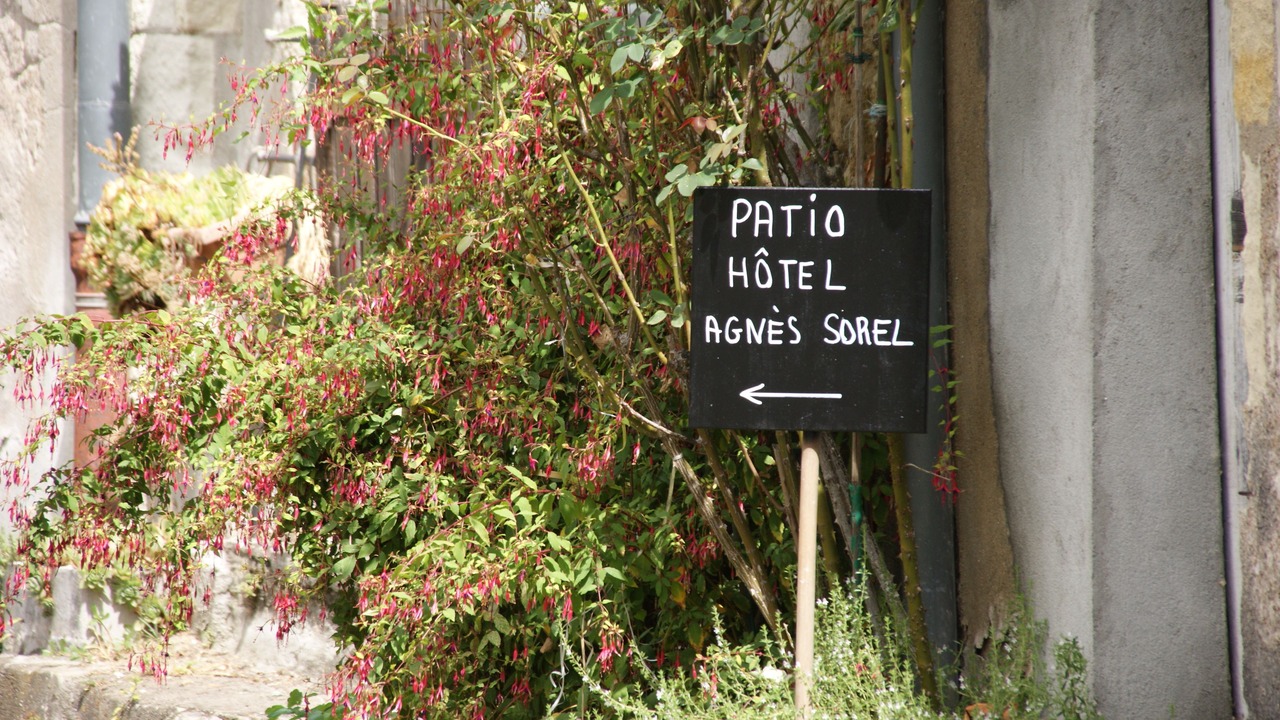 PATiO
HÔTEL
AGNÈS SOREL
←